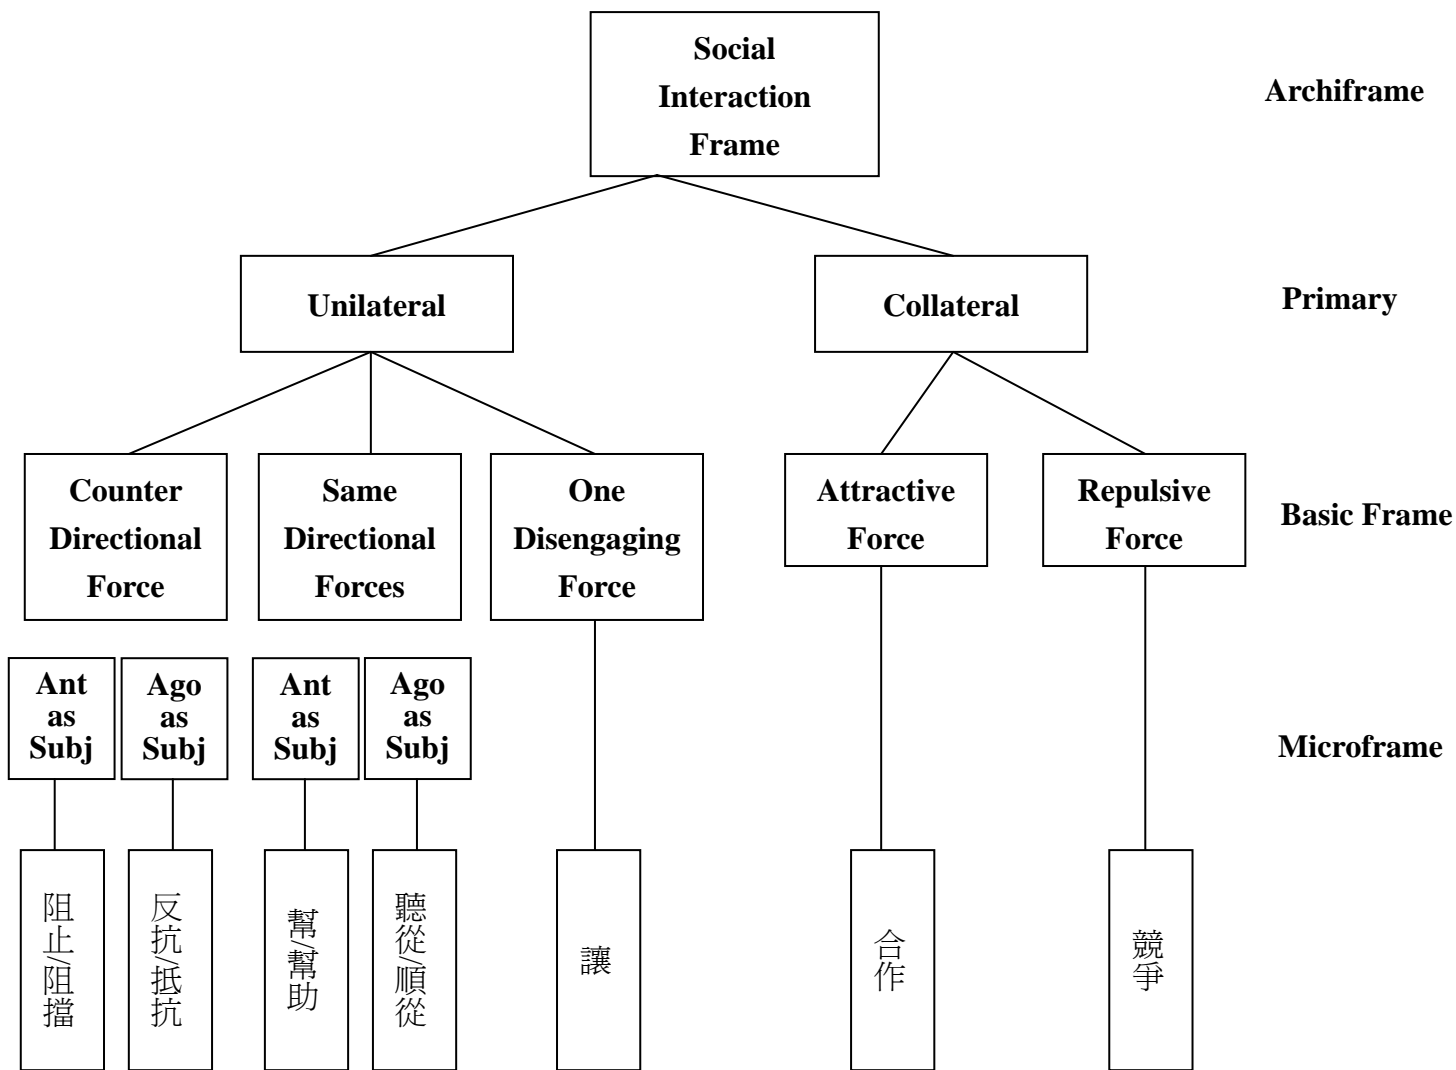 Social
Interaction
Frame
Archiframe
Unilateral
Collateral
Primary
Counter
Directional
Force
Same
Directional
Forces
One
Disengaging
Force
Attractive
Force
Repulsive
Force
Basic Frame
Ant
as
Subj
Ago
as
Subj
Ant
as
Subj
Ago
as
Subj
Microframe
阻止/阻擋
反抗/抵抗
幫/幫助
聽從/順從
讓
合作
競爭